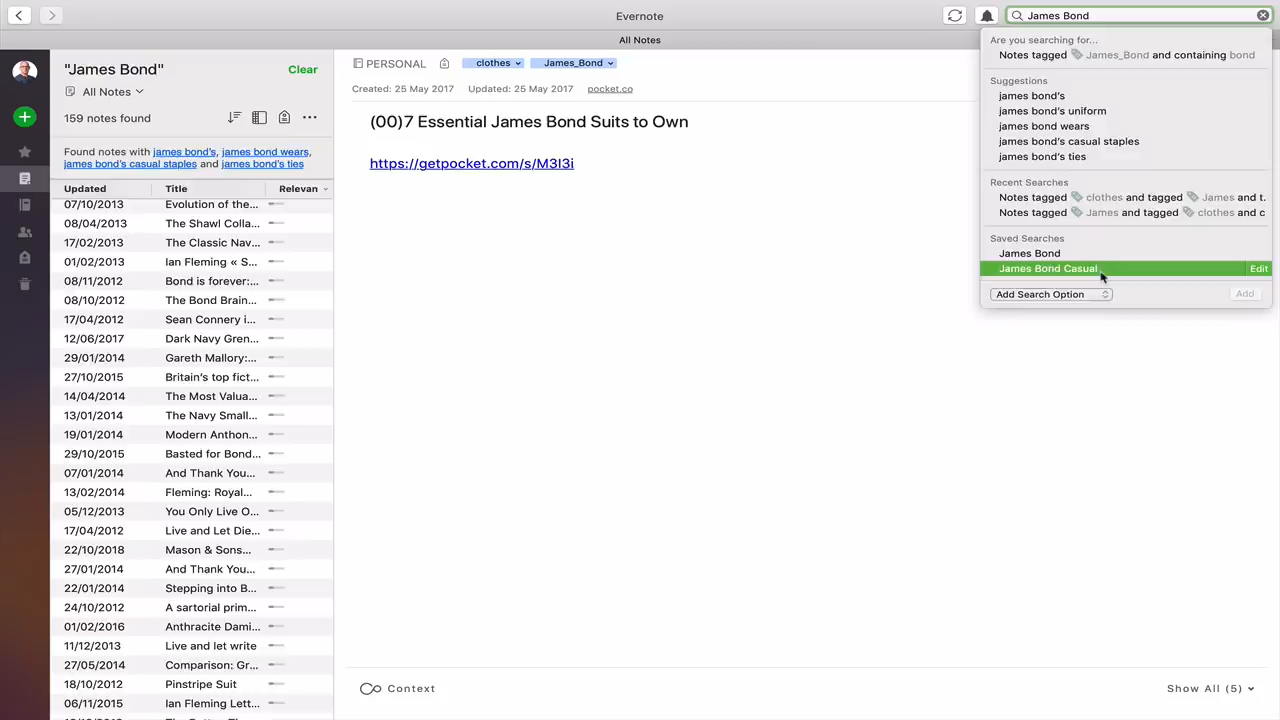 Evernote
James Bond
All Notes
"James Bond"
Clear
All Notes
159 notes found
Found notes with james bond's, james bond wears,
james bond's casual staples and james bond's ties
Updated Title Relevan
07/10/2013 Evolution of the...
08/04/2013 The Shawl Colla...
17/02/2013 The Classic Nav...
01/02/2013 Ian Fleming « S...
08/11/2012 Bond is forever:...
08/10/2012 The Bond Brain...
17/04/2012 Sean Connery i...
12/06/2017 Dark Navy Gren...
29/01/2014 Gareth Mallory:...
27/10/2015 Britain's top fict...
14/04/2014 The Most Valua...
13/01/2014 The Navy Small...
19/01/2014 Modern Anthon...
29/10/2015 Basted for Bond...
07/01/2014 And Thank You...
13/02/2014 Fleming: Royal...
05/12/2013 You Only Live O...
17/04/2012 Live and Let Die...
22/10/2018 Mason & Sons...
27/01/2014 And Thank You...
22/01/2014 Stepping into B...
24/10/2012 A sartorial prim...
01/02/2016 Anthracite Dami...
11/12/2013 Live and let write
27/05/2014 Comparison: Gr...
18/10/2012 Pinstripe Suit
06/11/2015 Ian Fleming Lett...
PERSONAL clothes James_Bond
Created: 25 May 2017 Updated: 25 May 2017 pocket.co
(00)7 Essential James Bond Suits to Own
https://getpocket.com/s/M3I3i
Context
Show All (5)
Are you searching for...
Notes tagged James_Bond and containing bond
Suggestions
james bond's
james bond's uniform
james bond wears
james bond's casual staples
james bond's ties
Recent Searches
Notes tagged clothes and tagged James and t.
Notes tagged James and tagged clothes and c
Saved Searches
James Bond
James Bond Casual Edit
Add Search Option Add